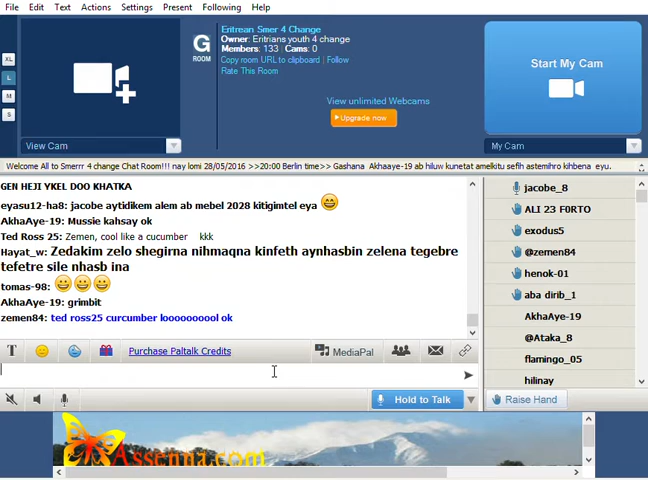 File Edit Text Actions Settings Present Following Help
Eritrean Smer 4 Change
Owner: Eritrians youth 4 change
Members: 133 | Cams: 0
Copy room URL to clipboard | Follow
Rate This Room
G
ROOM
XL
L
M
S
View unlimited Webcams
Upgrade now
Start My Cam
View Cam
My Cam
Welcome All to Smerrr 4 change Chat Room!!! nay lomi 28/05/2016 >>20:00 Berlin time>> Gashana Akhaaye-19 ab hiluw kunetat amelkitu sefih astemihro kihbena eyu.
GEN HEJI YKEL DOO KHATKA
eyasu12-ha8: jacobe aytidikem alem ab mebel 2028 kitigimtel eya
AkhaAye-19: Mussie kahsay ok
Ted Ross 25: Zemen, cool like a cucumber kkk
Hayat_w: Zedakim zelo shegirna nihmaqna kinfeth aynhasbin zelena tegebre
tefetre sile nhasb ina
tomas-98:
AkhaAye-19: grimbit
zemen84: ted ross25 curcumber looooooooool ok
jacobe_8
ALI 23 F0RTO
exodus5
@zemen84
henok-01
aba dirib_1
AkhaAye-19
@Ataka_8
flamingo_05
hilinay
T Purchase Paltalk Credits MediaPal
Hold to Talk
Raise Hand
Assenna.com